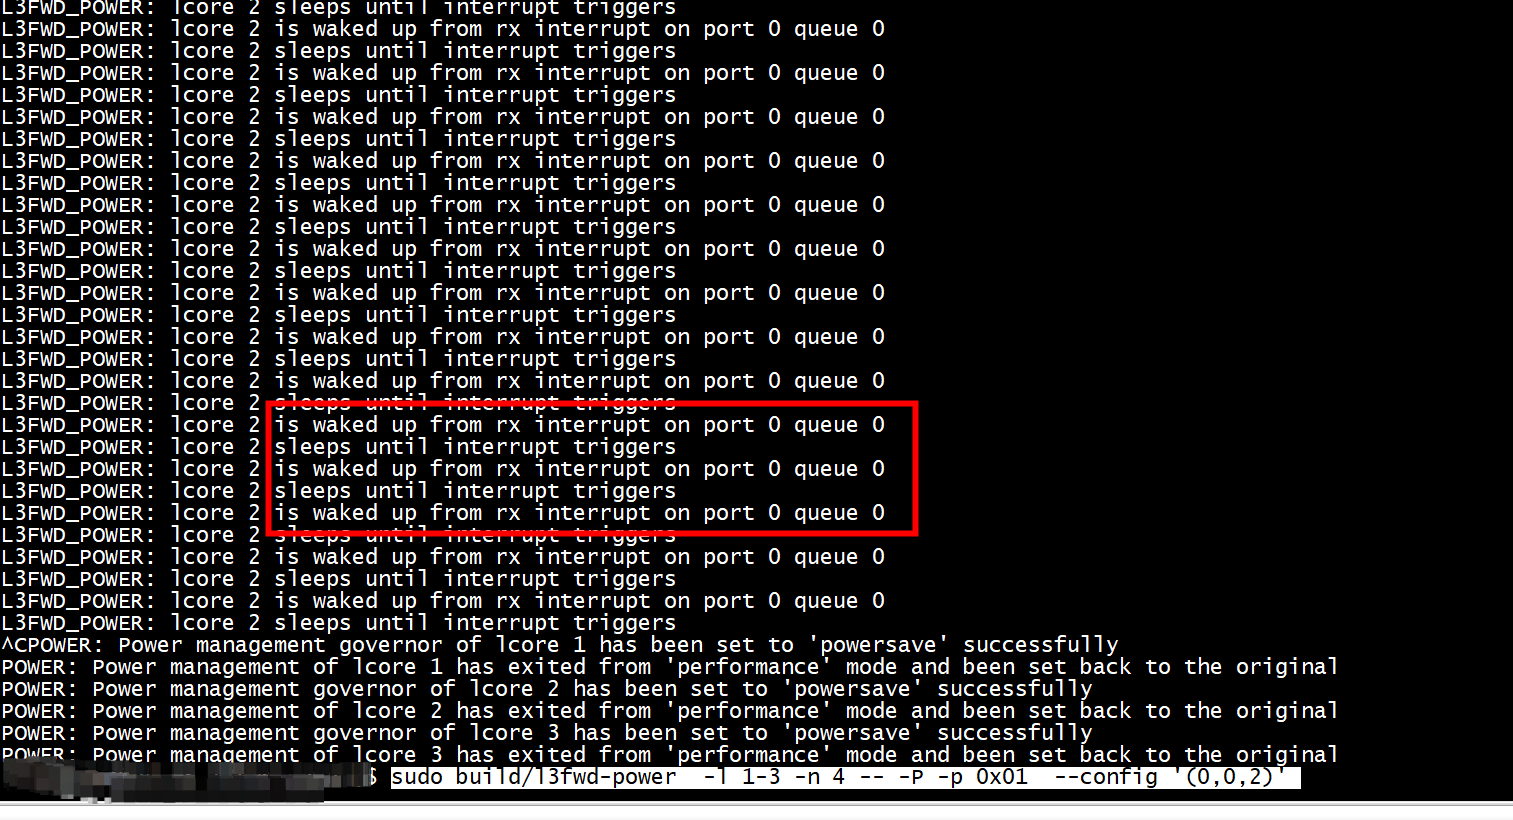 L3FWD_POWER: lcore 2 sleeps until interrupt triggers
L3FWD_POWER: lcore 2 is waked up from rx interrupt on port 0 queue 0
L3FWD_POWER: lcore 2 sleeps until interrupt triggers
L3FWD_POWER: lcore 2 is waked up from rx interrupt on port 0 queue 0
L3FWD_POWER: lcore 2 sleeps until interrupt triggers
L3FWD_POWER: lcore 2 is waked up from rx interrupt on port 0 queue 0
L3FWD_POWER: lcore 2 sleeps until interrupt triggers
L3FWD_POWER: lcore 2 is waked up from rx interrupt on port 0 queue 0
L3FWD_POWER: lcore 2 sleeps until interrupt triggers
L3FWD_POWER: lcore 2 is waked up from rx interrupt on port 0 queue 0
L3FWD_POWER: lcore 2 sleeps until interrupt triggers
L3FWD_POWER: lcore 2 is waked up from rx interrupt on port 0 queue 0
L3FWD_POWER: lcore 2 sleeps until interrupt triggers
L3FWD_POWER: lcore 2 is waked up from rx interrupt on port 0 queue 0
L3FWD_POWER: lcore 2 sleeps until interrupt triggers
L3FWD_POWER: lcore 2 is waked up from rx interrupt on port 0 queue 0
L3FWD_POWER: lcore 2 sleeps until interrupt triggers
L3FWD_POWER: lcore 2 is waked up from rx interrupt on port 0 queue 0
L3FWD_POWER: lcore 2 sleeps until interrupt triggers
L3FWD_POWER: lcore 2 is waked up from rx interrupt on port 0 queue 0
L3FWD_POWER: lcore 2 sleeps until interrupt triggers
L3FWD_POWER: lcore 2 is waked up from rx interrupt on port 0 queue 0
L3FWD_POWER: lcore 2 sleeps until interrupt triggers
L3FWD_POWER: lcore 2 is waked up from rx interrupt on port 0 queue 0
L3FWD_POWER: lcore 2 sleeps until interrupt triggers
L3FWD_POWER: lcore 2 is waked up from rx interrupt on port 0 queue 0
L3FWD_POWER: lcore 2 sleeps until interrupt triggers
L3FWD_POWER: lcore 2 is waked up from rx interrupt on port 0 queue 0
L3FWD_POWER: lcore 2 sleeps until interrupt triggers
^CPOWER: Power management governor of lcore 1 has been set to 'powersave' successfully
POWER: Power management of lcore 1 has exited from 'performance' mode and been set back to the original
POWER: Power management governor of lcore 2 has been set to 'powersave' successfully
POWER: Power management of lcore 2 has exited from 'performance' mode and been set back to the original
POWER: Power management governor of lcore 3 has been set to 'powersave' successfully
POWER: Power management of lcore 3 has exited from 'performance' mode and been set back to the original
$ sudo build/l3fwd-power  -l 1-3 -n 4 -- -P -p 0x01  --config '(0,0,2)'